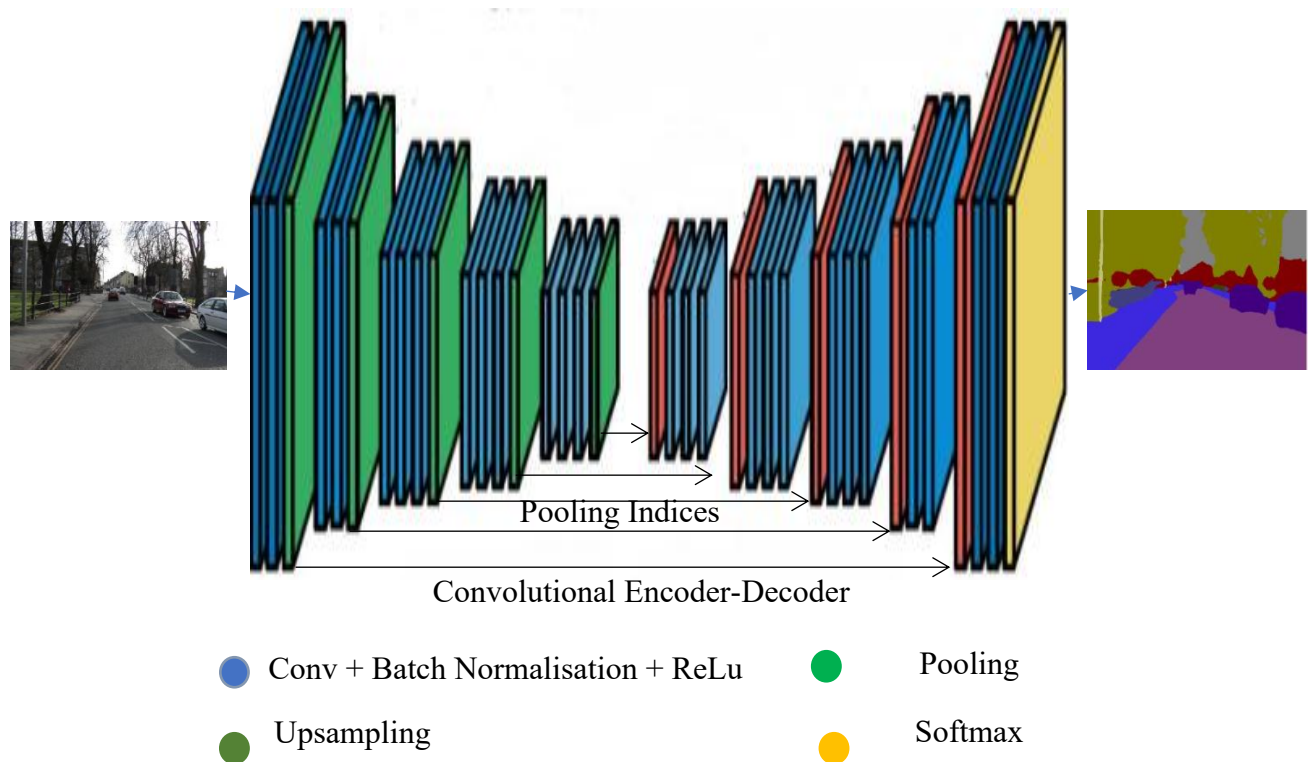 Pooling Indices
Convolutional Encoder-Decoder
Conv + Batch Normalisation + ReLu
Pooling
Upsampling
Softmax